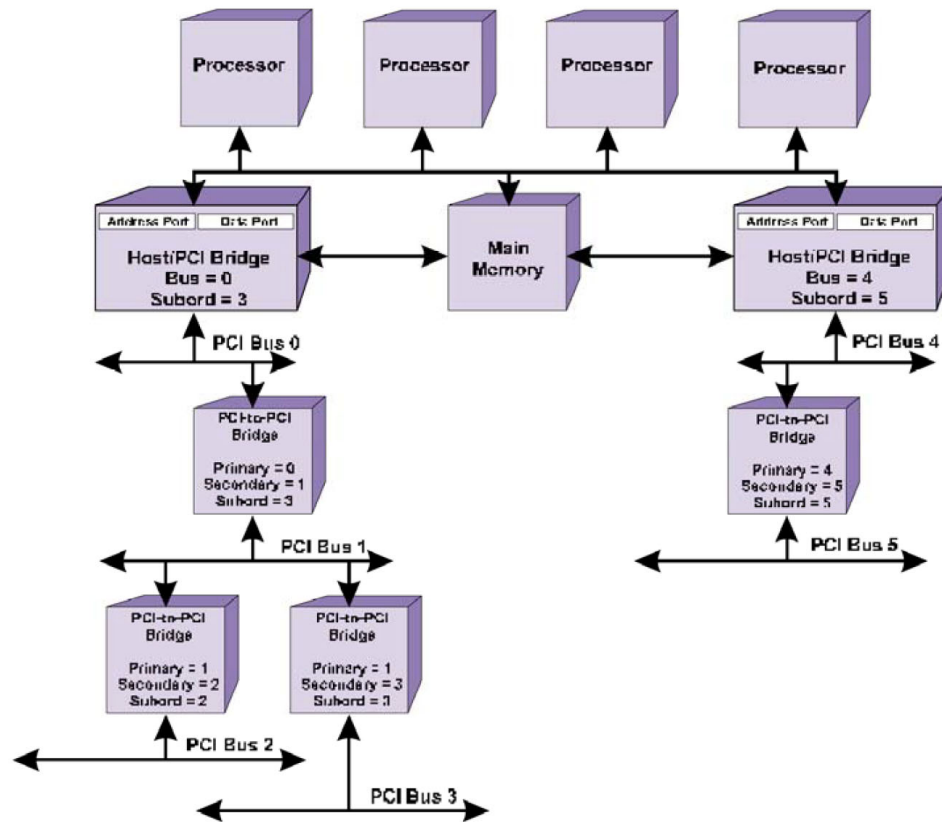 Processor
Processor
Processor
Processor
Address Port
Data Port
Host/PCI Bridge
Bus = 0
Subord = 3
Main
Memory
Address Port
Data Port
Host/PCI Bridge
Bus = 4
Subord = 5
PCI Bus 0
PCI Bus 4
PCI-to-PCI
Bridge
Primary = 0
Secondary = 1
Subord = 3
PCI-to-PCI
Bridge
Primary = 4
Secondary = 5
Subord = 5
PCI Bus 1
PCI Bus 5
PCI-to-PCI
Bridge
Primary = 1
Secondary = 2
Subord = 2
PCI-to-PCI
Bridge
Primary = 1
Secondary = 3
Subord = 3
PCI Bus 2
PCI Bus 3